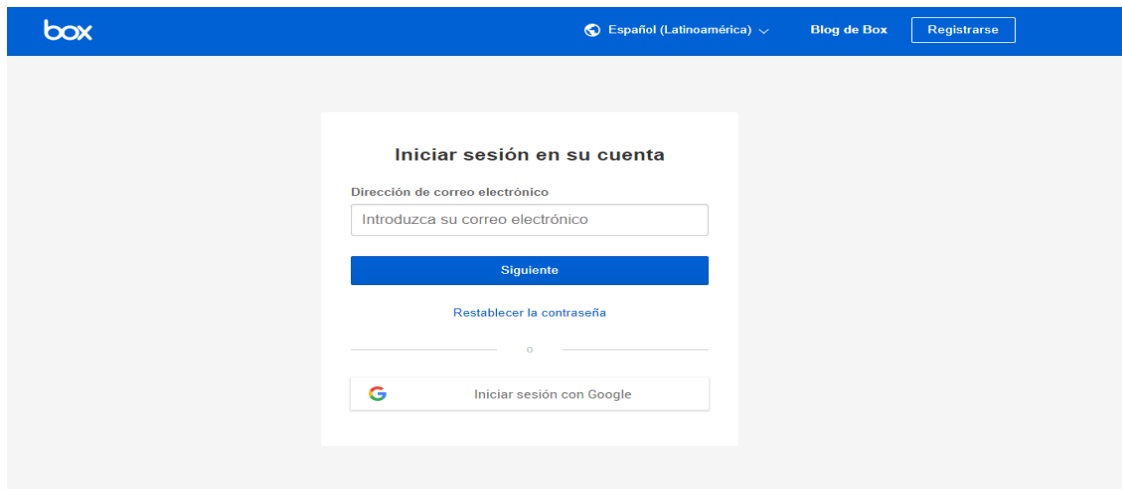 box
Español (Latinoamérica)
Blog de Box
Registrarse
Iniciar sesión en su cuenta
Dirección de correo electrónico
Introduzca su correo electrónico
Siguiente
Restablecer la contraseña
o
Iniciar sesión con Google